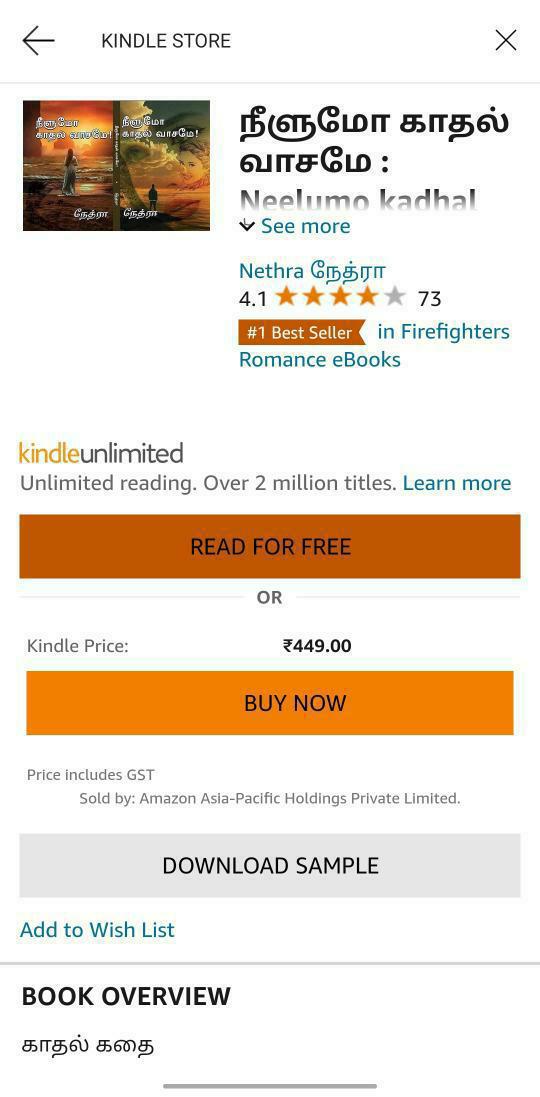 KINDLE STORE
நீளுமோ
காதல் வாசமே!
நேத்ரா
நீளுமோ
காதல் வாசமே!
நேத்ரா
நீளுமோ காதல்
வாசமே :
Neelumo kadhal
See more
Nethra நேத்ரா
4.1 73
#1 Best Seller in Firefighters
Romance eBooks
kindleunlimited
Unlimited reading. Over 2 million titles. Learn more
READ FOR FREE
OR
Kindle Price: ₹449.00
BUY NOW
Price includes GST
Sold by: Amazon Asia-Pacific Holdings Private Limited.
DOWNLOAD SAMPLE
Add to Wish List
BOOK OVERVIEW
காதல் கதை